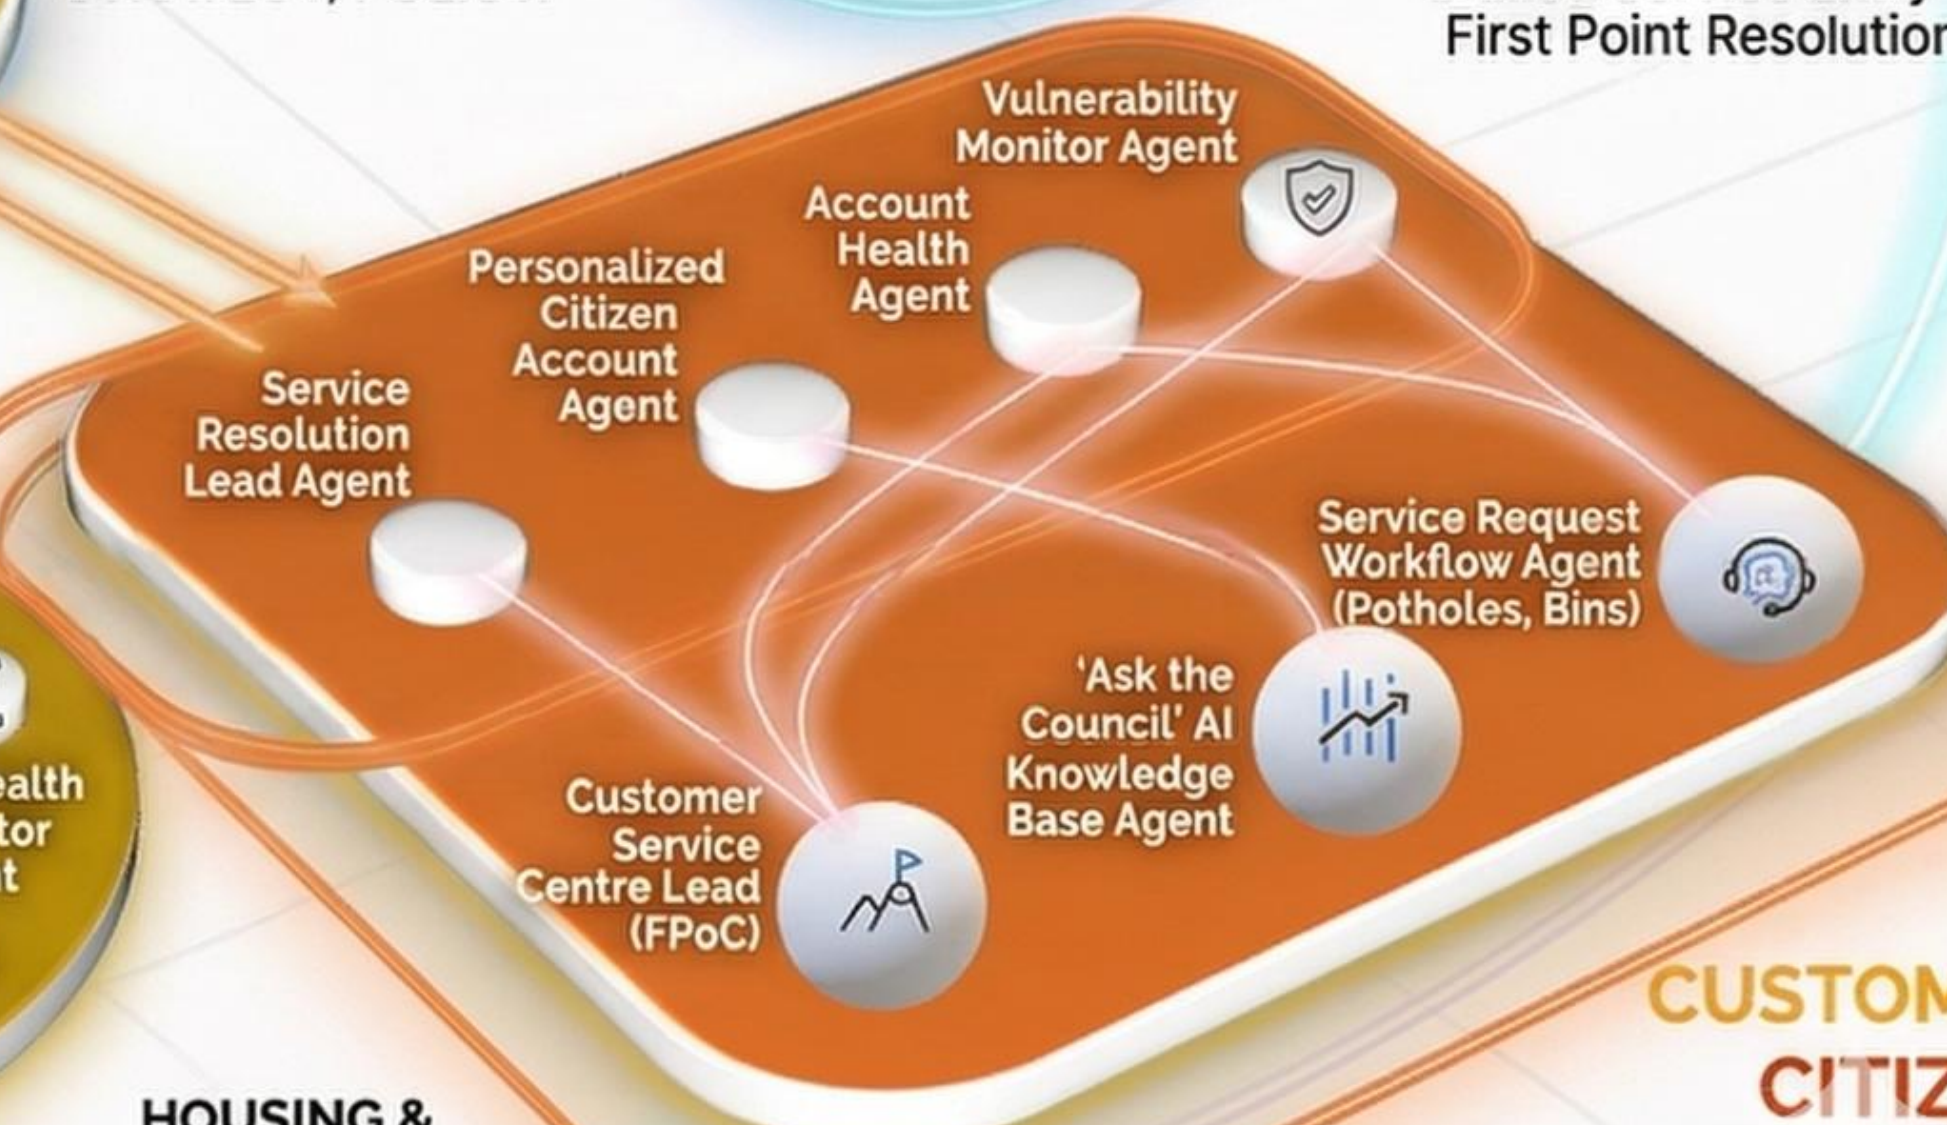 First Point Resolution
Vulnerability
Monitor Agent
Account
Health
Agent
Personalized
Citizen
Account
Agent
Service
Resolution
Lead Agent
Service Request
Workflow Agent
(Potholes, Bins)
'Ask the
Council' AI
Knowledge
Base Agent
Customer
Service
Centre Lead
(FPoC)
ealth
tor
t
CUSTOM
CITIZ
HOUSING &